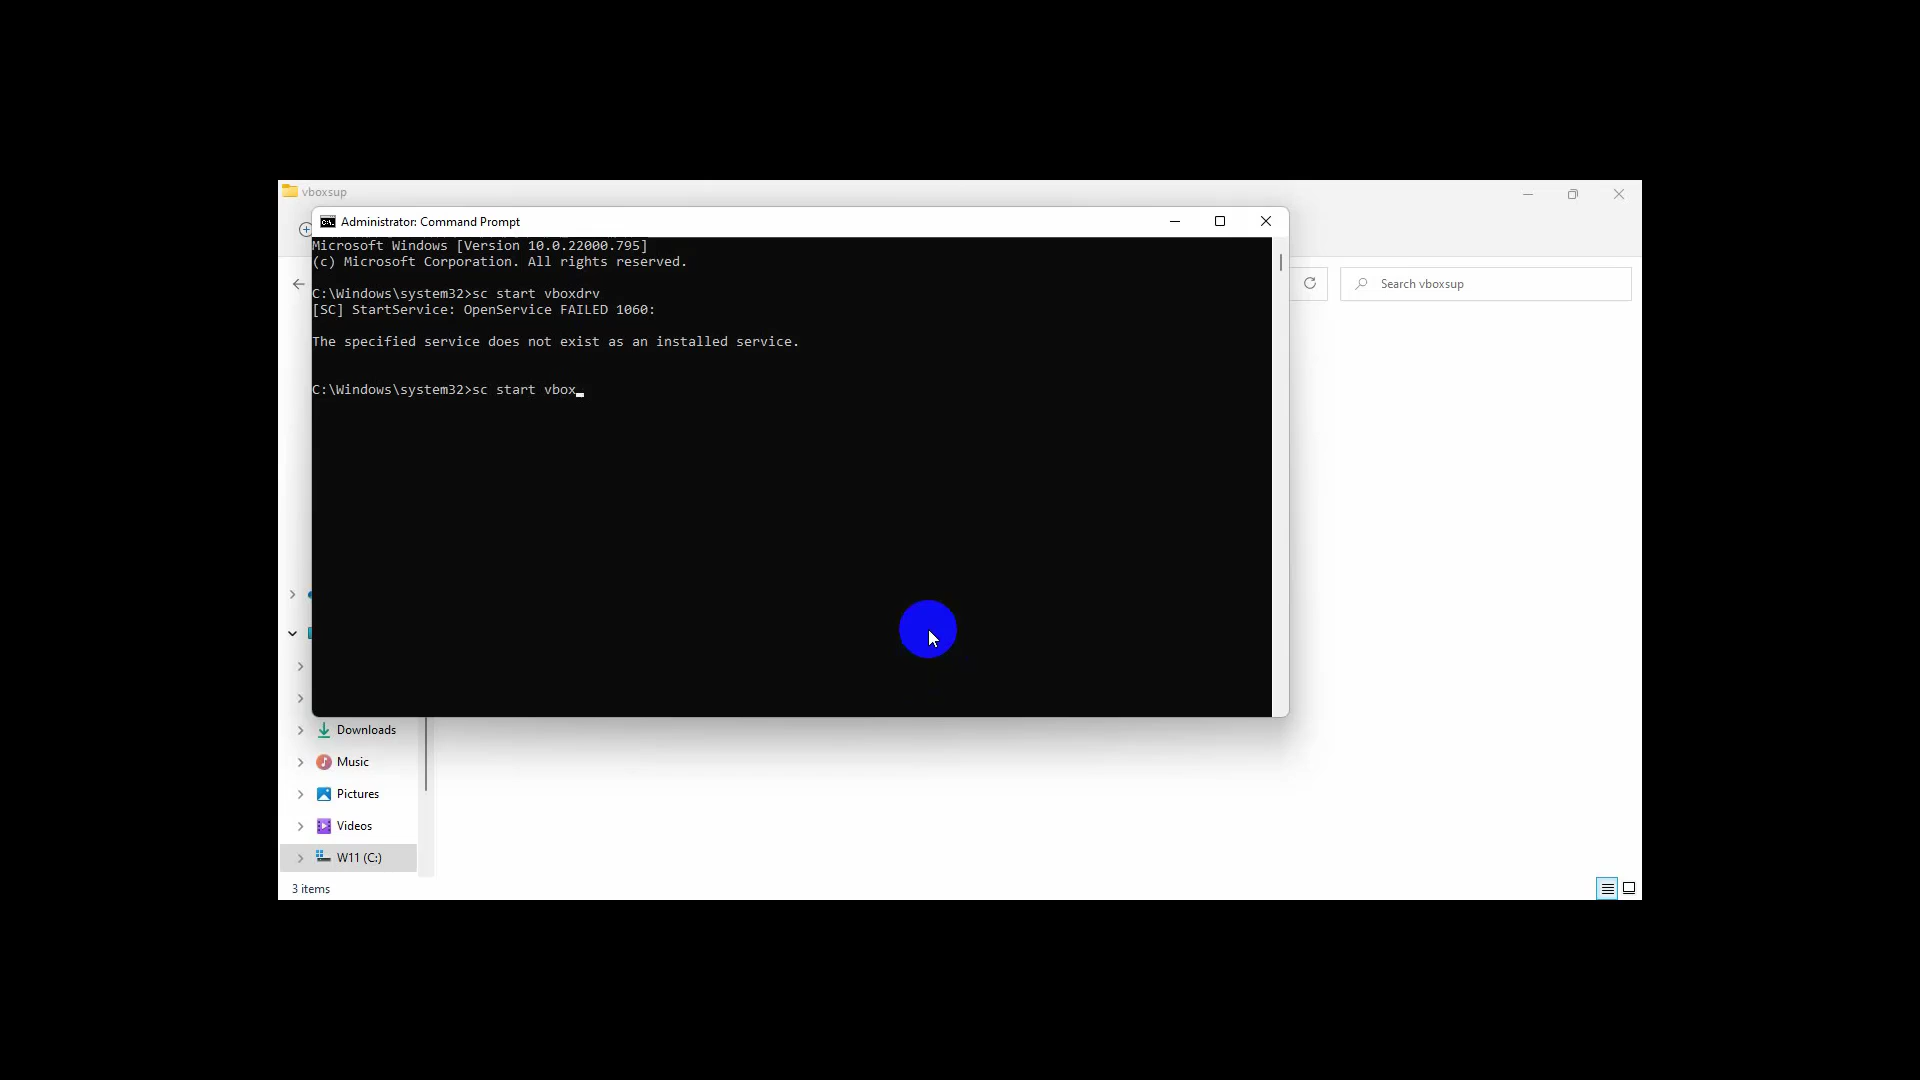 vboxsup
Administrator: Command Prompt
Microsoft Windows [Version 10.0.22000.795]
(c) Microsoft Corporation. All rights reserved.
C:\Windows\system32>sc start vboxdrv
[SC] StartService: OpenService FAILED 1060:
The specified service does not exist as an installed service.
C:\Windows\system32>sc start vbox_
Search vboxsup
Downloads
Music
Pictures
Videos
W11 (C:)
3 items